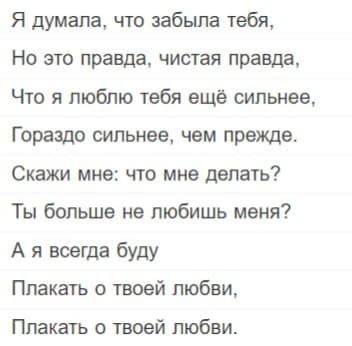 Я думала, что забыла тебя,
Но это правда, чистая правда,
Что я люблю тебя ещё сильнее,
Гораздо сильнее, чем прежде.
Скажи мне: что мне делать?
Ты больше не любишь меня?
А я всегда буду
Плакать о твоей любви,
Плакать о твоей любви.